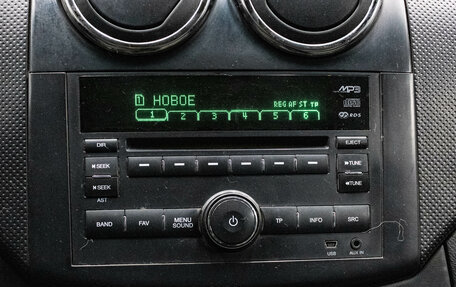 1 НОВОЕ
REG AF ST TP
1 2 3 4 5 6
MP3
RDS
DIR
EJECT
SEEK
TUNE
SEEK
TUNE
AST
BAND FAV MENU SOUND TP INFO SRC
USB AUX IN